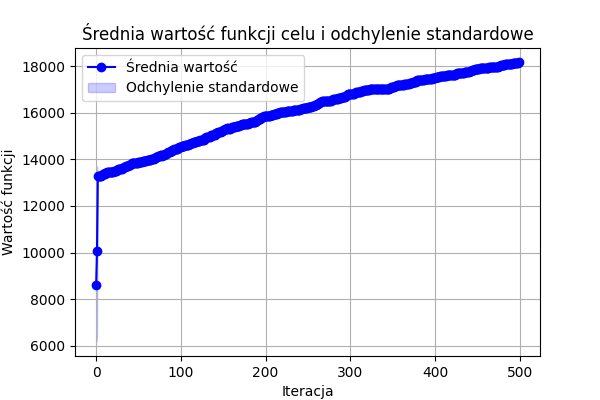 Średnia wartość funkcji celu i odchylenie standardowe
Średnia wartość
Odchylenie standardowe
Wartość funkcji
18000
16000
14000
12000
10000
8000
6000
0 100 200 300 400 500
Iteracja